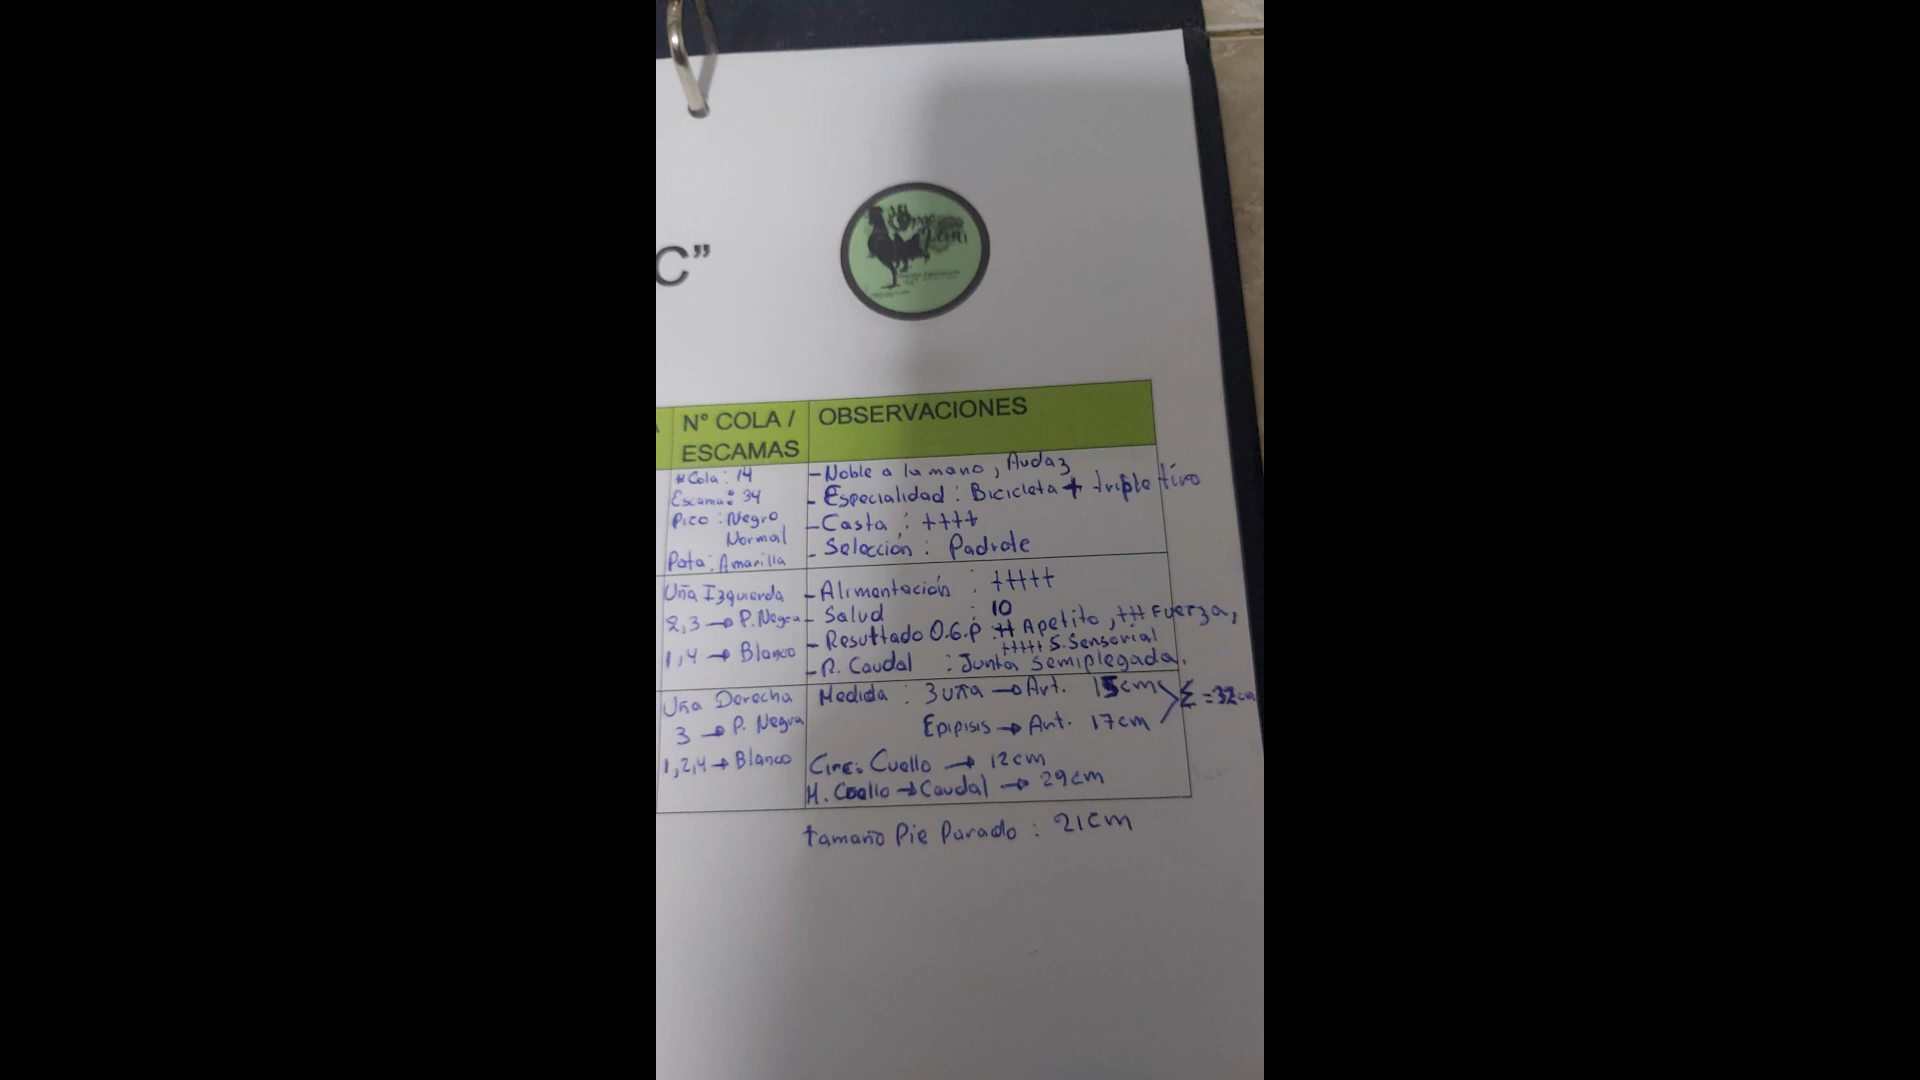 C”
N° COLA /
ESCAMAS
OBSERVACIONES
# Cola: 14
Escama: 34
Pico: Negro
Normal
Pata: Amarilla
- Noble a la mano, Audaz
- Especialidad: Bicicleta + triple tiro
- Casta : ++++
- Selección: Padrote
Uña Izquierda
2,3 → P. Negra
1,4 → Blanco
- Alimentación : +++++
- Salud : 10
- Resultado O.G.P : ++ Apetito, +++ Fuerza,
+++++ S. Sensorial
- R. Caudal : Junta Semiplegada.
Uña Derecha
3 → P. Negra
1,2,4 → Blanco
Medida : 3 uña → Art. 15cm
Epipisis → Ant. 17cm
Σ = 32cm
Circ. Cuello → 12cm
M. Cuello → Caudal → 29cm
tamaño Pie Parado : 21cm